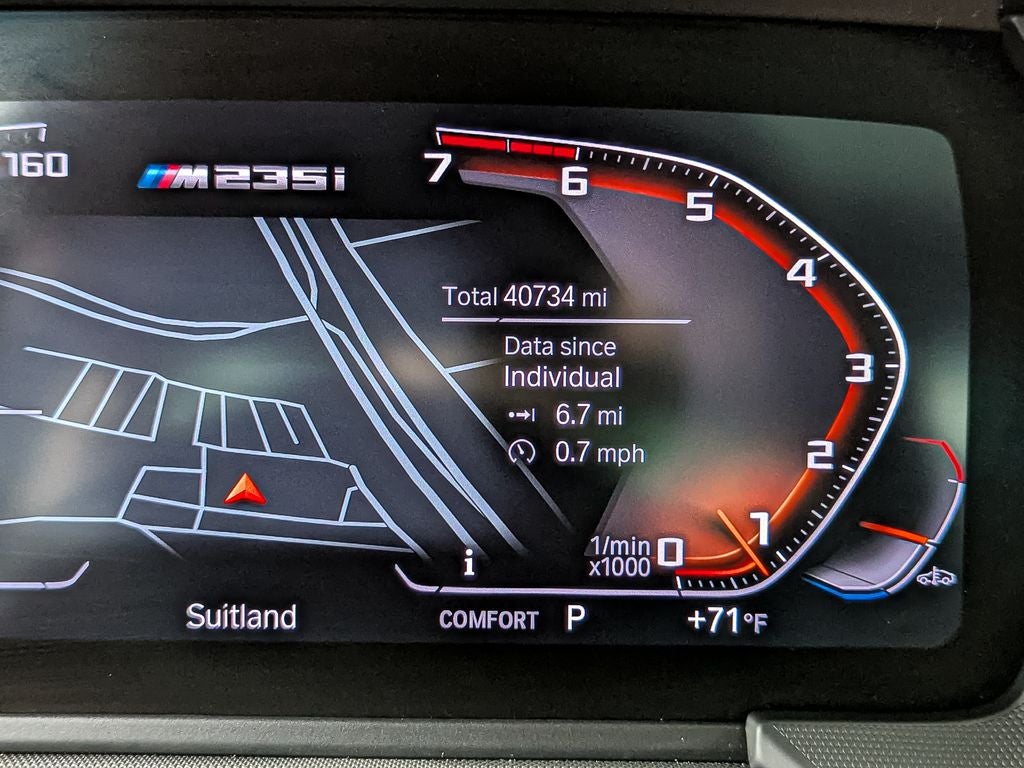 160
M235i
7
6
5
4
3
2
1
0
1/min
x1000
Total 40734 mi
Data since
Individual
6.7 mi
0.7 mph
i
Suitland
COMFORT P
+71°F